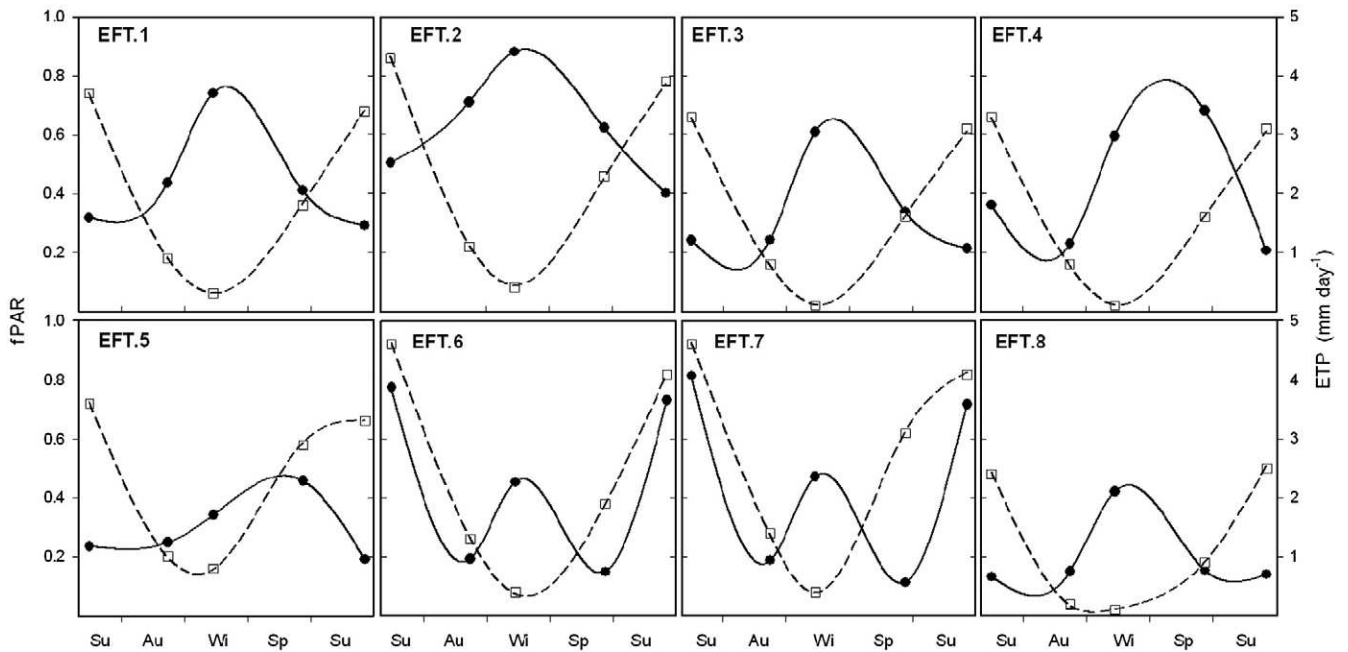 1.0 EFT.1 EFT.2 EFT.3 EFT.4 5
0.8 4
0.6 3
0.4 2
0.2 1
fPAR
ETP (mm day-1)
1.0 EFT.5 EFT.6 EFT.7 EFT.8 5
0.8 4
0.6 3
0.4 2
0.2 1
Su Au Wi Sp Su Su Au Wi Sp Su Su Au Wi Sp Su Su Au Wi Sp Su